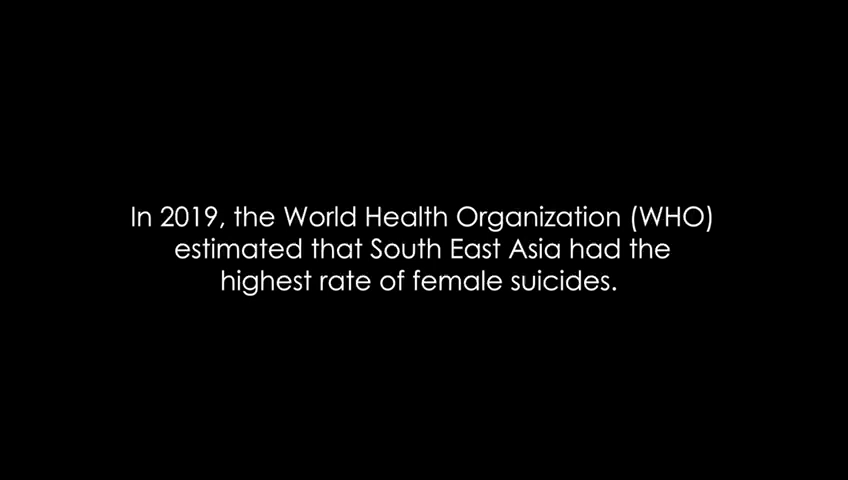 In 2019, the World Health Organization (WHO)
estimated that South East Asia had the
highest rate of female suicides.